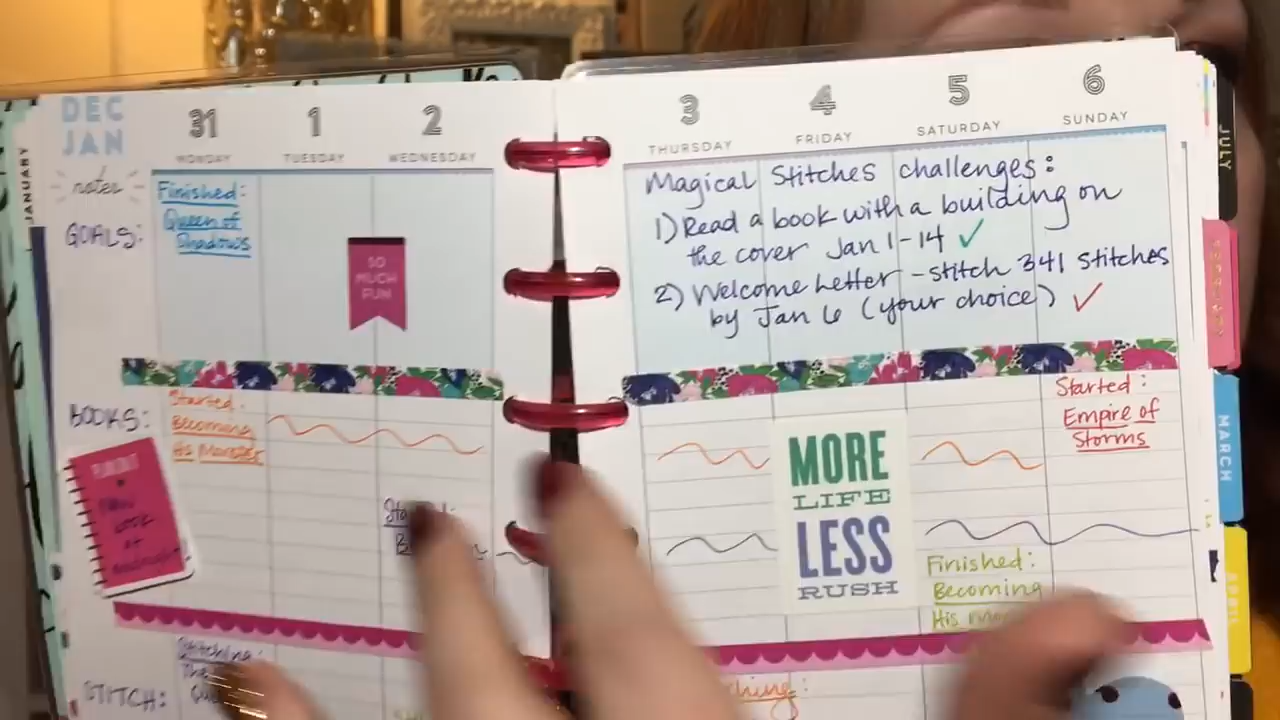 DEC
JAN
31
MONDAY
1
TUESDAY
2
WEDNESDAY
3
THURSDAY
4
FRIDAY
5
SATURDAY
6
SUNDAY
notes
GOALS:
Finished:
Queen of
Shadows
SO
MUCH
FUN
Magical Stitches challenges:
1) Read a book with a building on
the cover Jan 1-14 ✓
2) Welcome Letter - stitch 341 stitches
by Jan 6 (your choice) ✓
BOOKS:
Started:
Becoming
His
Started:
Empire of
Storms
MORE
LIFE
LESS
RUSH
Finished:
Becoming
His
STITCH:
Stitching:
The
JANUARY
JULY
MARCH